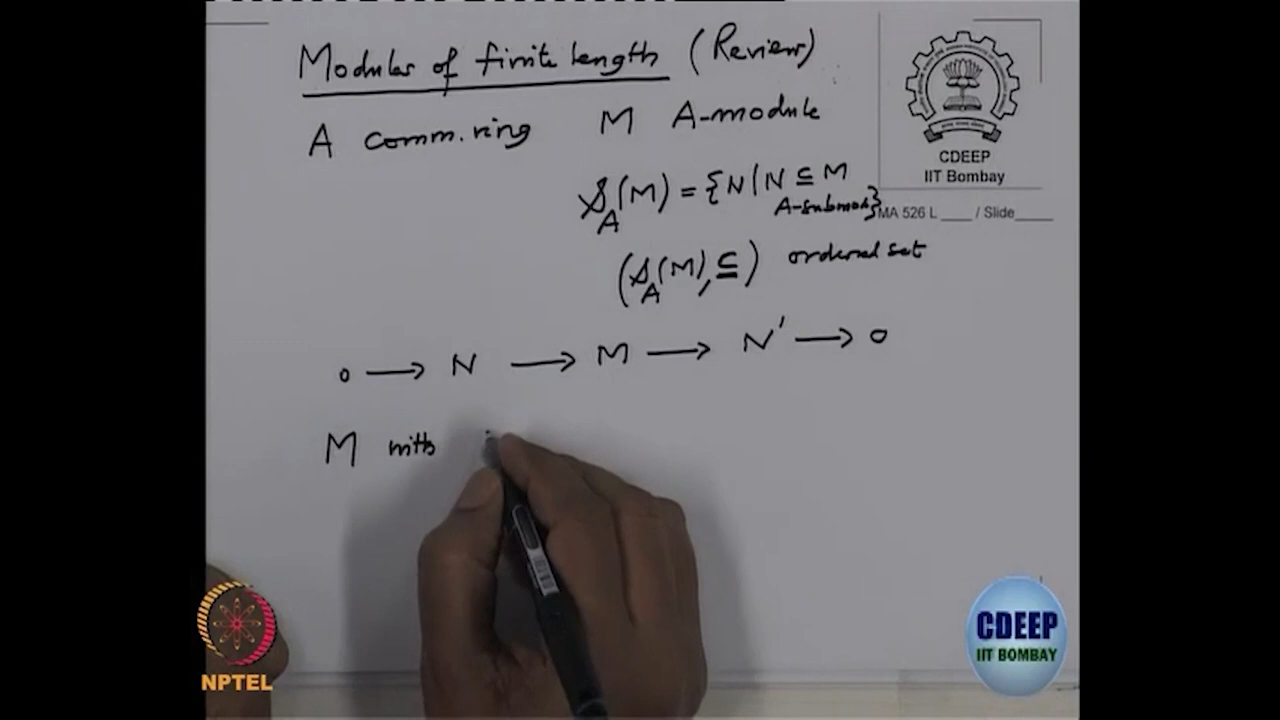 Modules of finite length (Review)
A comm. ring M A-module
S_A(M) = {N | N ⊆ M
A-submod}
(S_A(M), ⊆) ordered set
0 → N → M → N' → 0
M with
CDEEP
IIT Bombay
MA 526 L ____ / Slide____
NPTEL
CDEEP
IIT BOMBAY